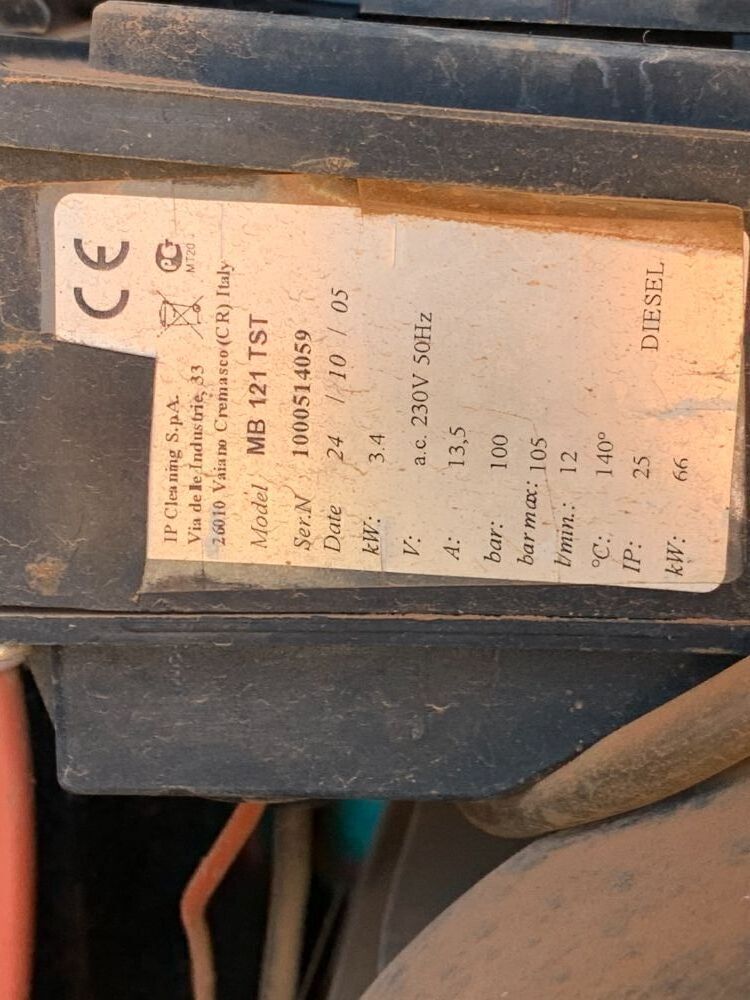 CE
PCT
MT20
IP Cleaning S.p.A.
Via delle Industrie, 33
26010 Vaiano Cremasco (CR) Italy
Model MB 121 TST
Ser.N 1000514059
Date 24 / 10 / 05
kW: 3.4
V: a.c. 230V 50Hz
A: 13,5
bar: 100
bar max: 105
l/min.: 12
°C: 140°
IP: 25
kW: 66 DIESEL